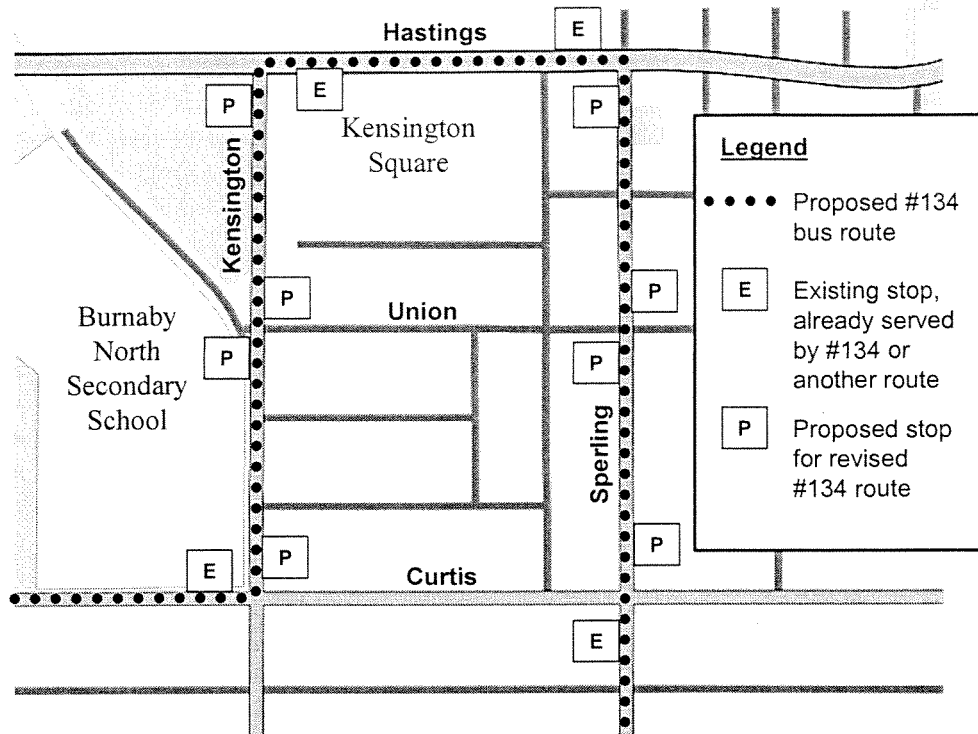 E
Hastings
P
E
P
Kensington
Square
Kensington
Legend
Proposed #134
bus route
P
Union
P
E
Existing stop,
already served
by #134 or
another route
Burnaby
North
Secondary
School
P
P
Sperling
P
Proposed stop
for revised
#134 route
P
P
E
Curtis
E